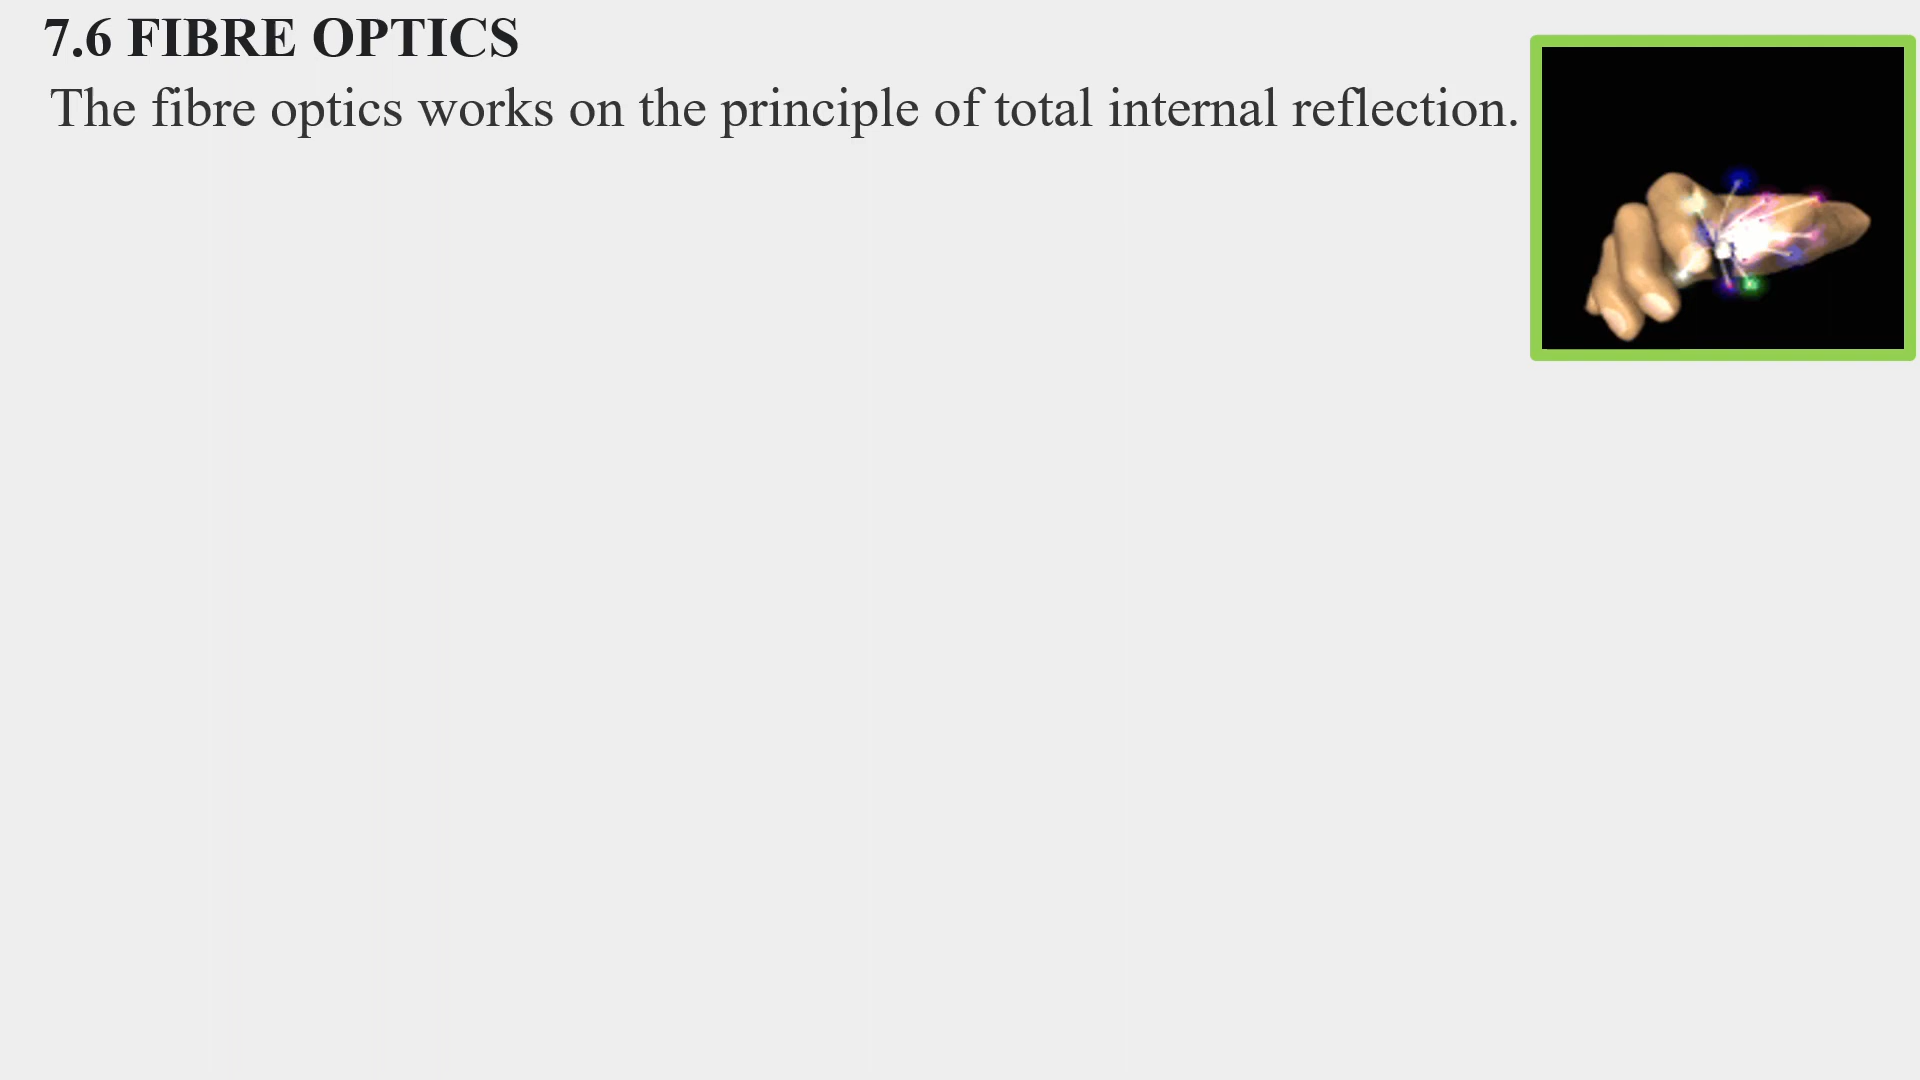 7.6 FIBRE OPTICS
The fibre optics works on the principle of total internal reflection.